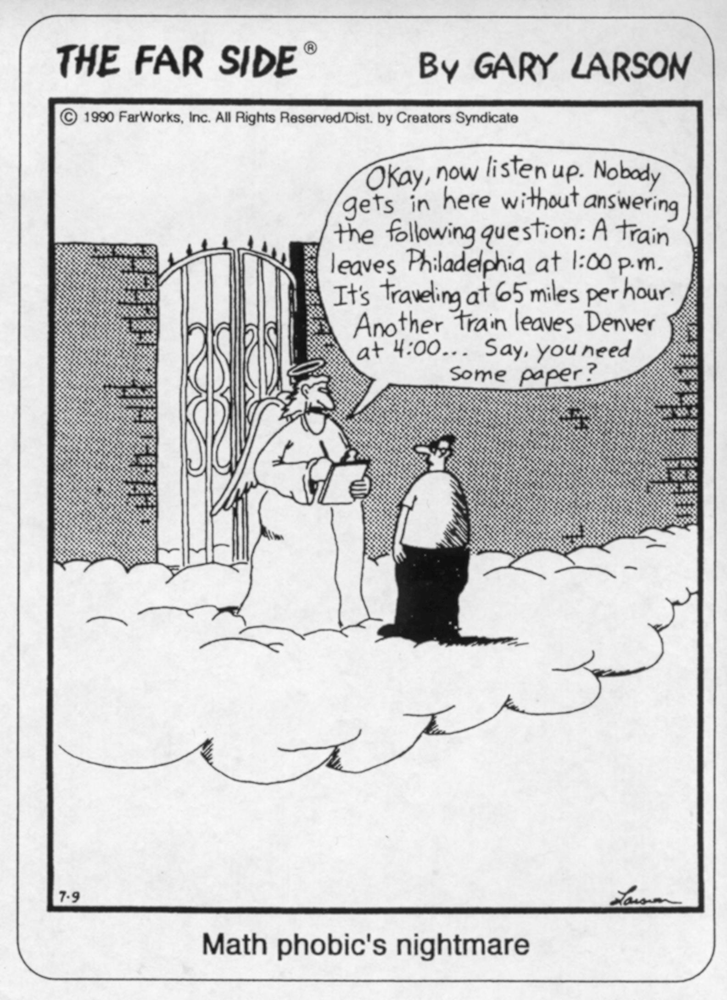 THE FAR SIDE® By GARY LARSON
© 1990 FarWorks, Inc. All Rights Reserved/Dist. by Creators Syndicate
Okay, now listen up. Nobody
gets in here without answering
the following question: A train
leaves Philadelphia at 1:00 p.m.
It's traveling at 65 miles per hour.
Another train leaves Denver
at 4:00... Say, you need
some paper?
7-9
Larson
Math phobic's nightmare